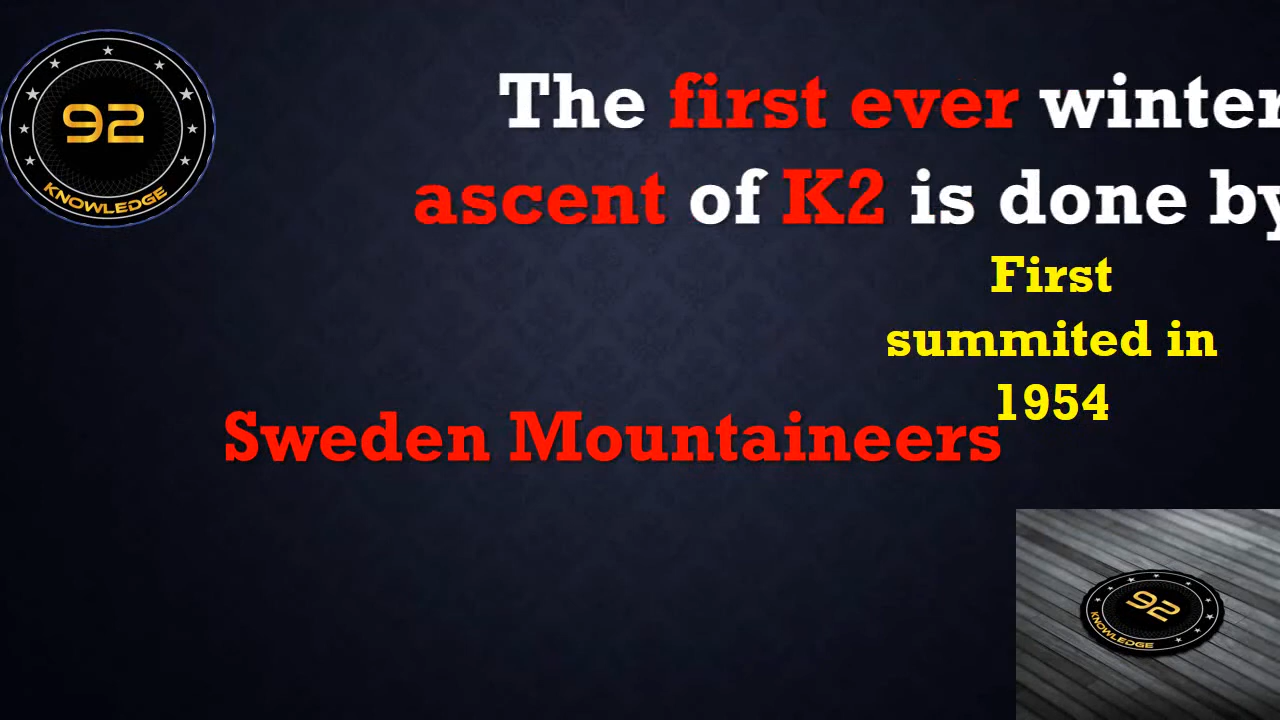 92
KNOWLEDGE
The first ever winter
ascent of K2 is done by
First
summited in
1954
Sweden Mountaineers
92
KNOWLEDGE